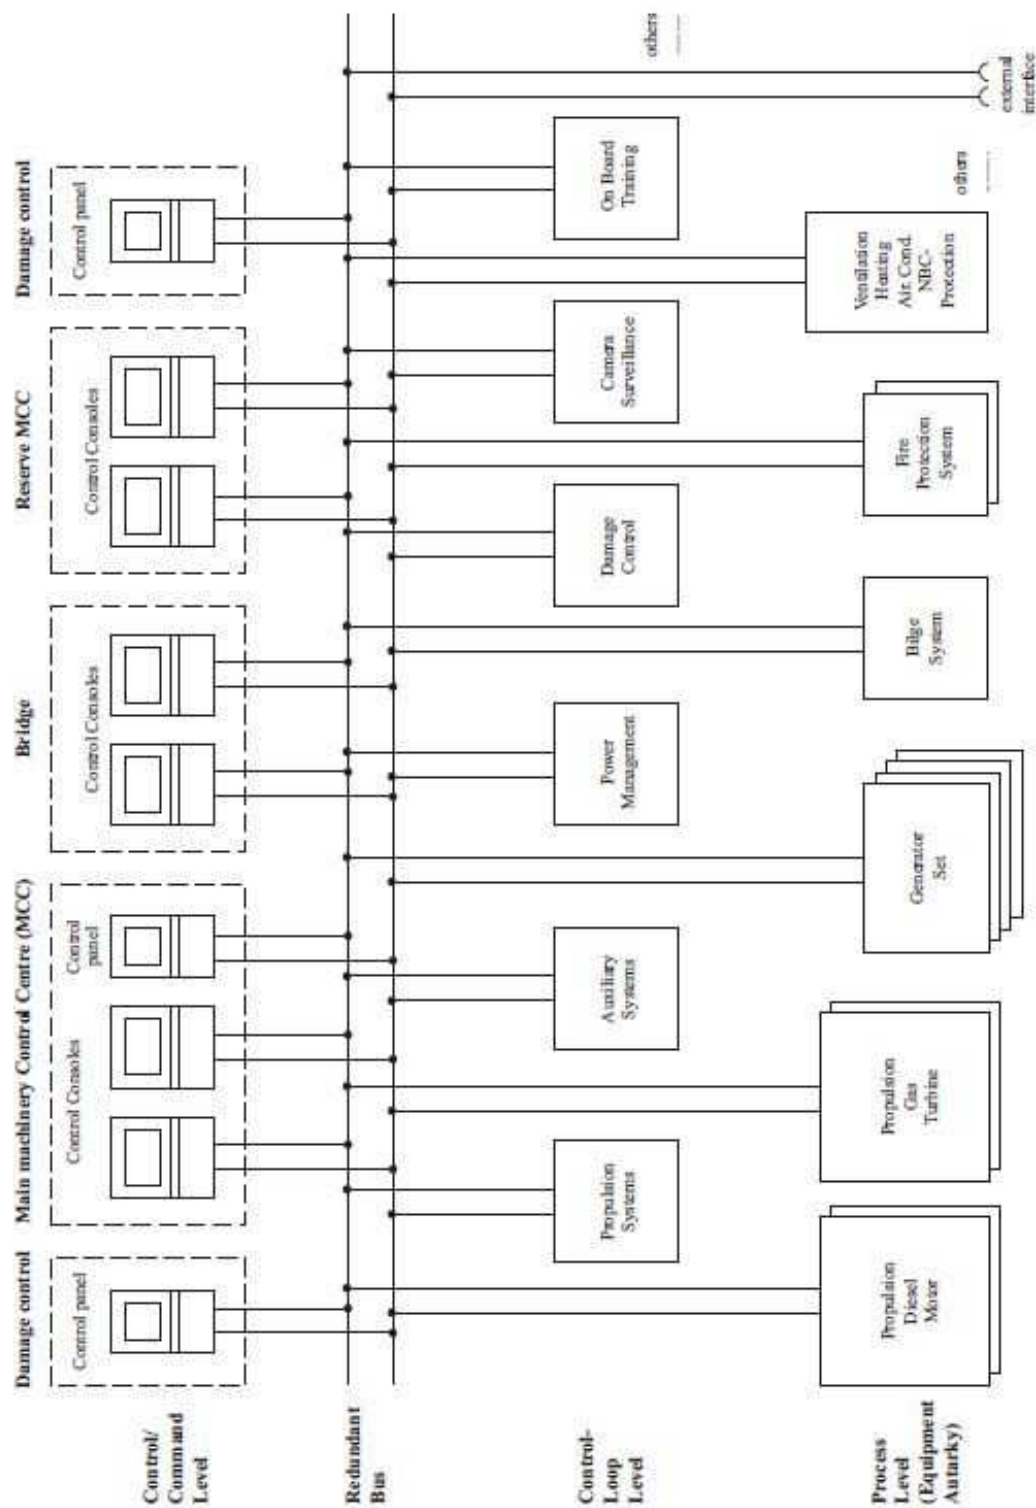 Damage control
Main machinery Control Centre (MCC)
Bridge
Reserve MCC
Damage control
Control/
Command
Level
Control panel
Control Consoles
Control
panel
Control Consoles
Control Consoles
Control panel
Redundant
Bus
Control-
Loop
Level
Propulsion
Systems
Auxiliary
Systems
Power
Management
Damage
Control
Camera
Surveillance
On Board
Training
others
Process
Level
(Equipment
Autarky)
Propulsion
Diesel
Motor
Propulsion
Gas
Turbine
Generator
Set
Bilge
System
Fire
Protection
System
Ventilation
Heating
Air. Cond.
NBC-
Protection
others
external
interface